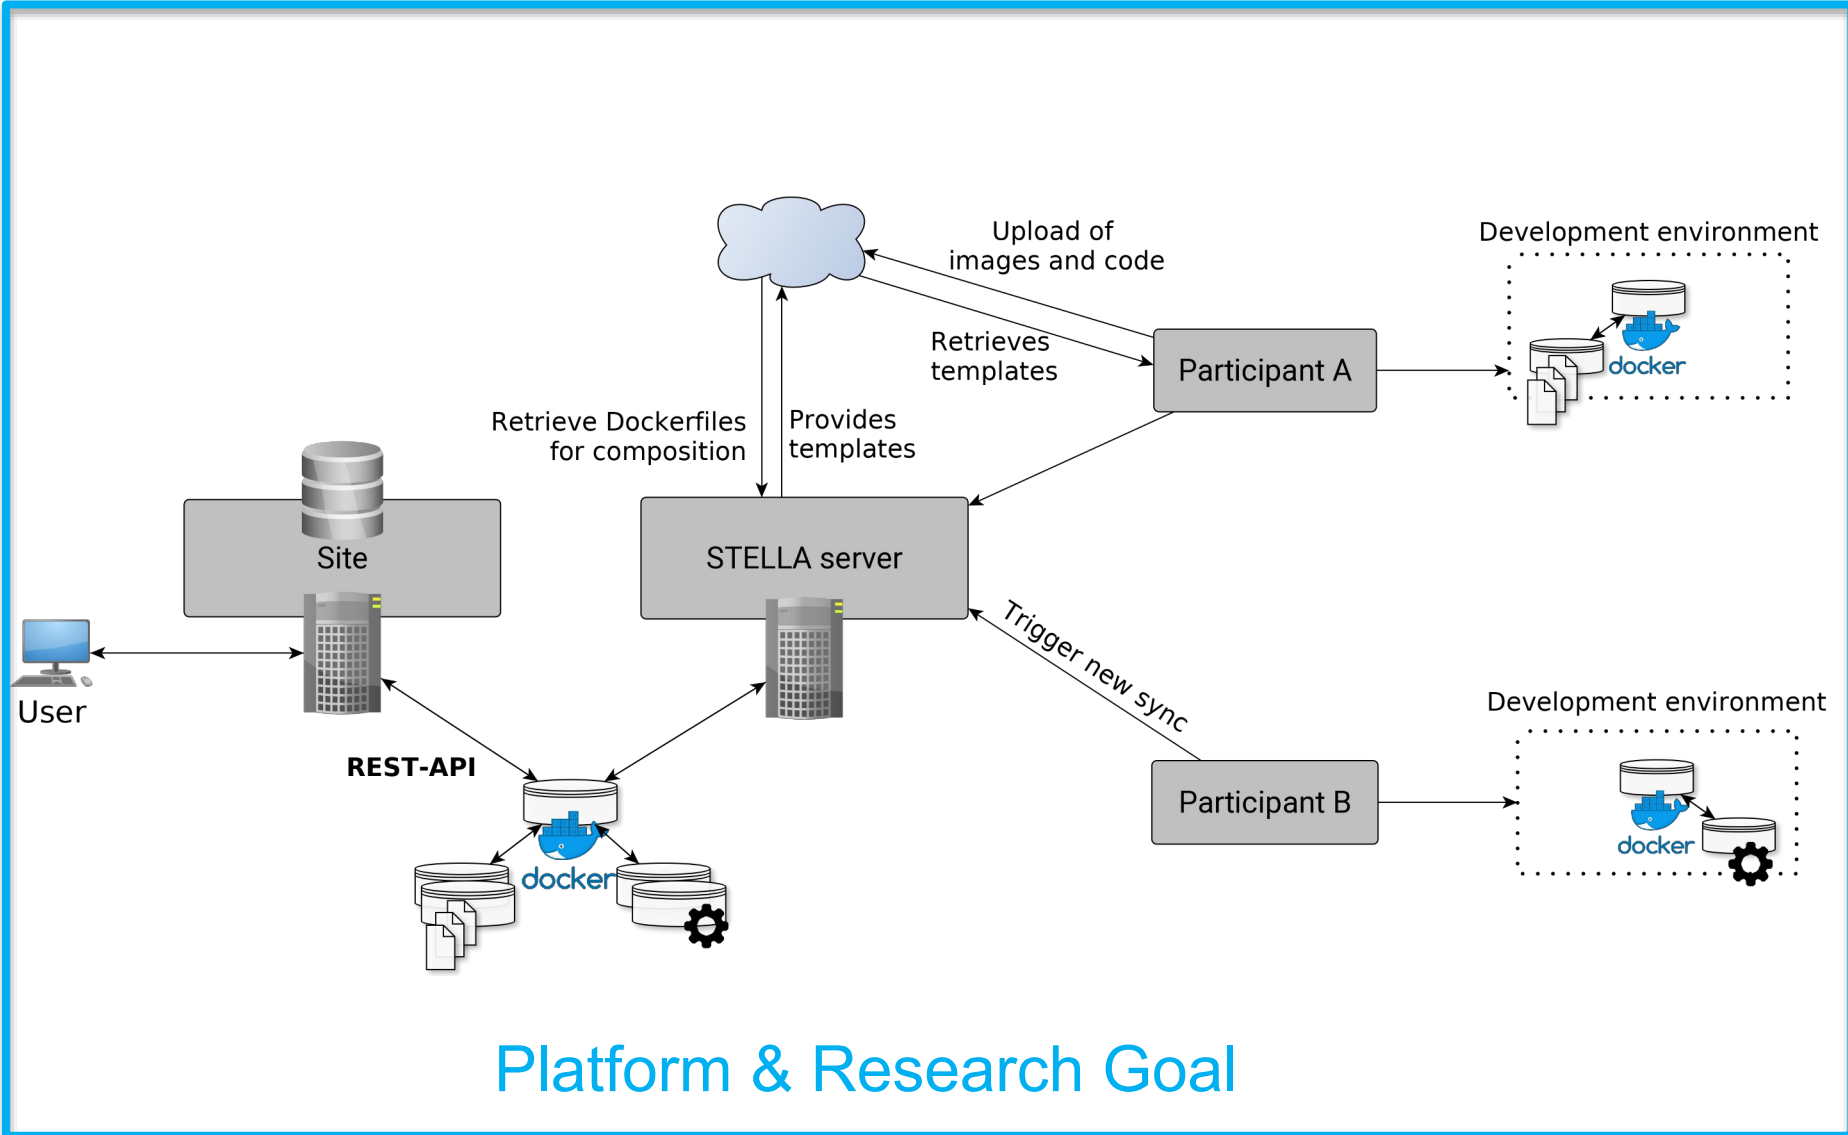 Upload of
images and code
Development environment
docker
Retrieves
templates
Participant A
Retrieve Dockerfiles
for composition
Provides
templates
Site
STELLA server
User
Trigger new sync
REST-API
docker
Development environment
Participant B
docker
Platform & Research Goal